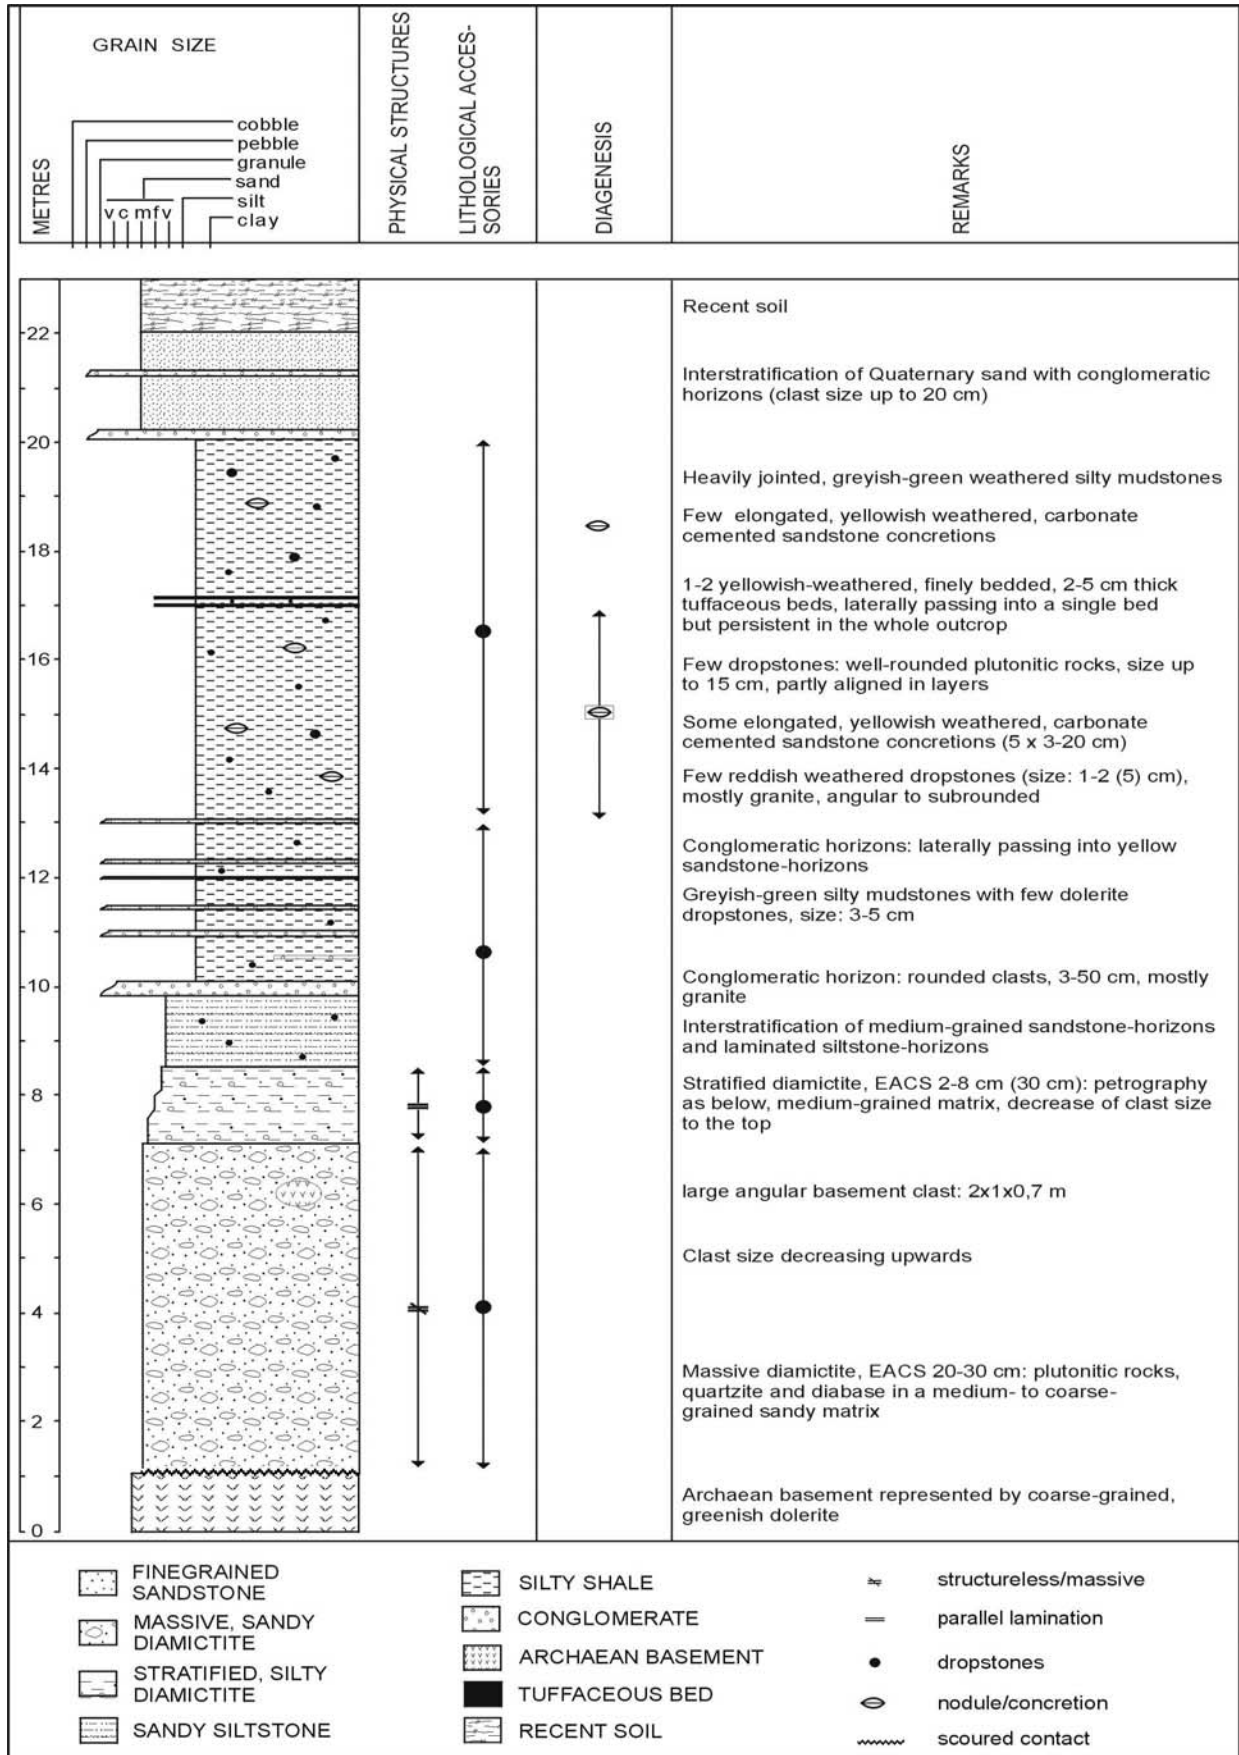 GRAIN SIZE
cobble
pebble
granule
sand
silt
clay
v c m f v
METRES
PHYSICAL STRUCTURES
LITHOLOGICAL ACCES-
SORIES
DIAGENESIS
REMARKS
22
20
18
16
14
12
10
8
6
4
2
0
Recent soil
Interstratification of Quaternary sand with conglomeratic
horizons (clast size up to 20 cm)
Heavily jointed, greyish-green weathered silty mudstones
Few elongated, yellowish weathered, carbonate
cemented sandstone concretions
1-2 yellowish-weathered, finely bedded, 2-5 cm thick
tuffaceous beds, laterally passing into a single bed
but persistent in the whole outcrop
Few dropstones: well-rounded plutonitic rocks, size up
to 15 cm, partly aligned in layers
Some elongated, yellowish weathered, carbonate
cemented sandstone concretions (5 x 3-20 cm)
Few reddish weathered dropstones (size: 1-2 (5) cm),
mostly granite, angular to subrounded
Conglomeratic horizons: laterally passing into yellow
sandstone-horizons
Greyish-green silty mudstones with few dolerite
dropstones, size: 3-5 cm
Conglomeratic horizon: rounded clasts, 3-50 cm, mostly
granite
Interstratification of medium-grained sandstone-horizons
and laminated siltstone-horizons
Stratified diamictite, EACS 2-8 cm (30 cm): petrography
as below, medium-grained matrix, decrease of clast size
to the top
large angular basement clast: 2x1x0,7 m
Clast size decreasing upwards
Massive diamictite, EACS 20-30 cm: plutonitic rocks,
quartzite and diabase in a medium- to coarse-
grained sandy matrix
Archaean basement represented by coarse-grained,
greenish dolerite
FINEGRAINED
SANDSTONE
MASSIVE, SANDY
DIAMICTITE
STRATIFIED, SILTY
DIAMICTITE
SANDY SILTSTONE
SILTY SHALE
CONGLOMERATE
ARCHAEAN BASEMENT
TUFFACEOUS BED
RECENT SOIL
structureless/massive
parallel lamination
dropstones
nodule/concretion
scoured contact